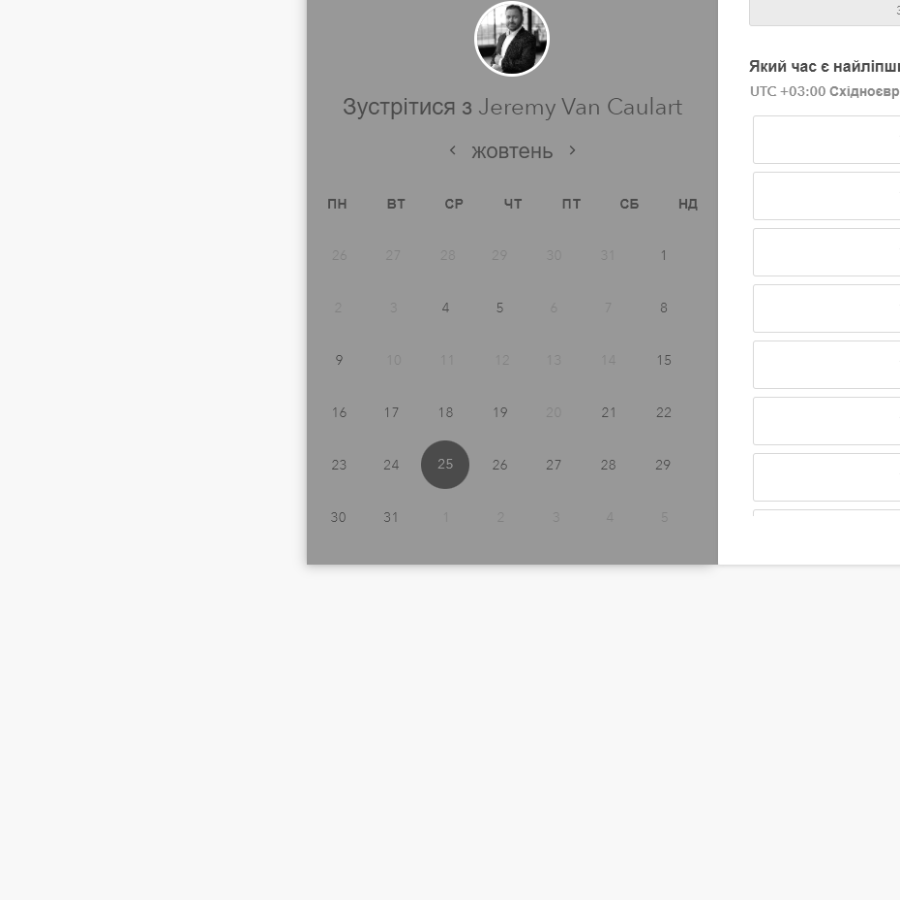 Зустрітися з Jeremy Van Caulart
‹ жовтень ›
ПН ВТ СР ЧТ ПТ СБ НД
26 27 28 29 30 31 1
2 3 4 5 6 7 8
9 10 11 12 13 14 15
16 17 18 19 20 21 22
23 24 25 26 27 28 29
30 31 1 2 3 4 5
Який час є найліпш
UTC +03:00 Східноєвр